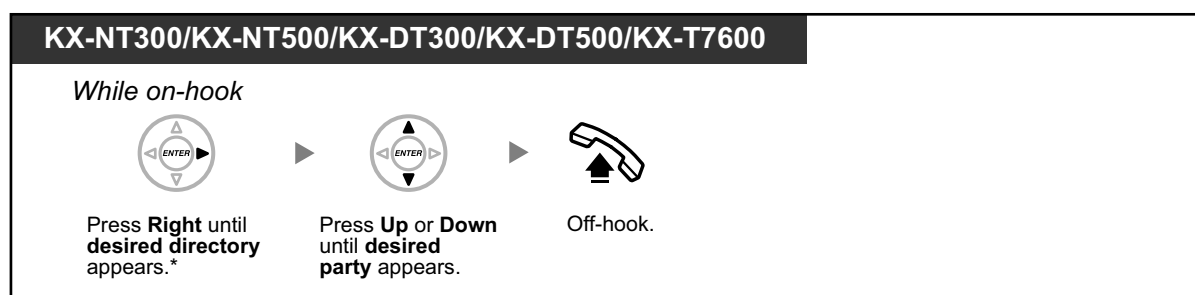 KX-NT300/KX-NT500/KX-DT300/KX-DT500/KX-T7600
While on-hook
ENTER
ENTER
Press Right until
desired directory
appears.*
Press Up or Down
until desired
party appears.
Off-hook.